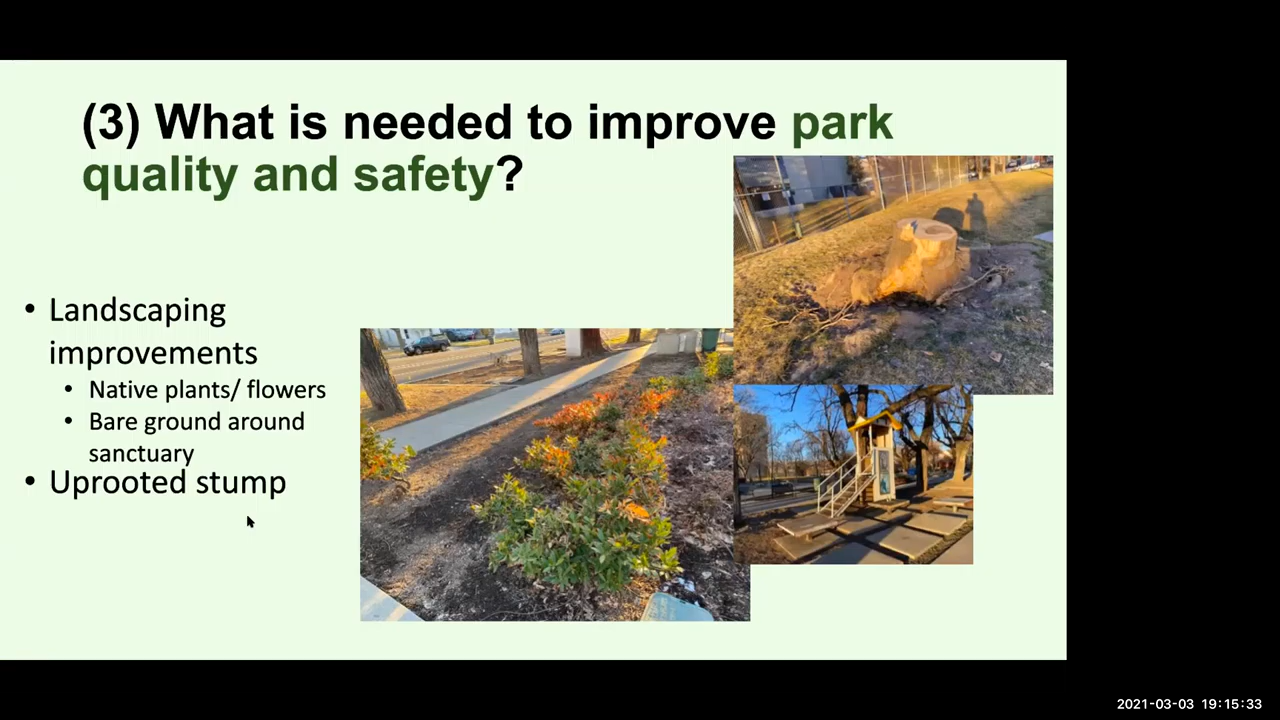 (3) What is needed to improve park
quality and safety?
• Landscaping
improvements
• Native plants/ flowers
• Bare ground around
sanctuary
• Uprooted stump
2021-03-03 19:15:33